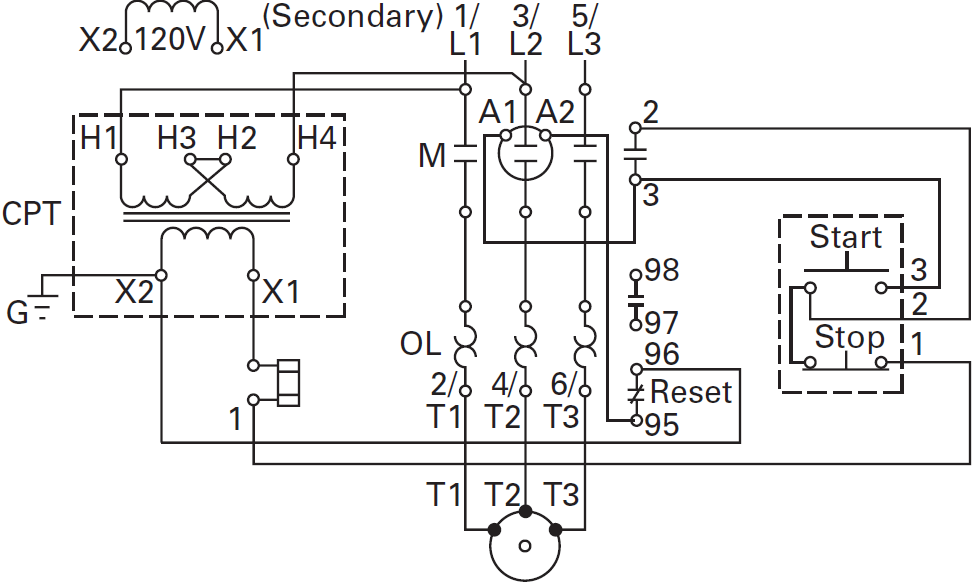 (Secondary) 1/ 3/ 5/
X2 120V X1 L1 L2 L3
A1 A2 2
H1 H3 H2 H4
M
3
CPT
Start
98 3
X2 X1
2
G 97
Stop 1
OL 96
2/ 4/ 6/ Reset
1 T1 T2 T3 95
T1 T2 T3